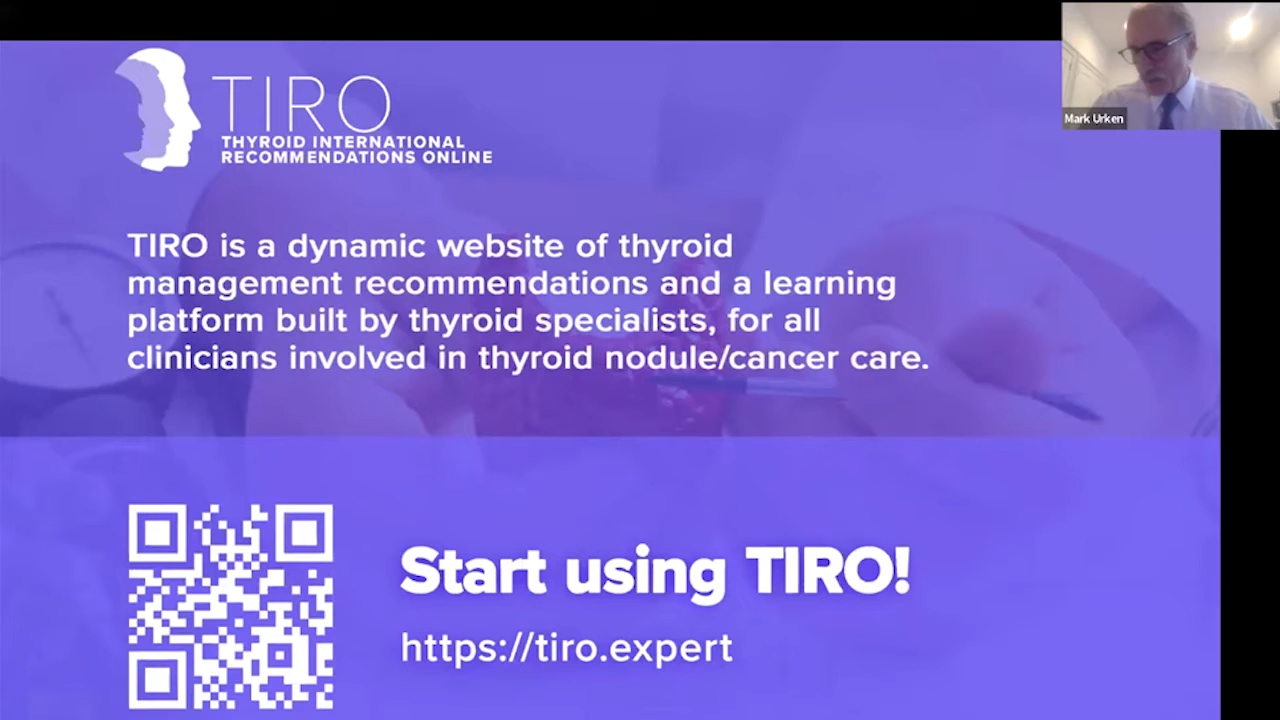 Mark Urken
TIRO
THYROID INTERNATIONAL
RECOMMENDATIONS ONLINE
TIRO is a dynamic website of thyroid
management recommendations and a learning
platform built by thyroid specialists, for all
clinicians involved in thyroid nodule/cancer care.
Start using TIRO!
https://tiro.expert